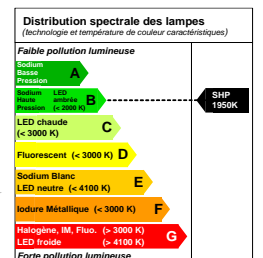 Distribution spectrale des lampes
(technologie et température de couleur caractéristiques)
Faible pollution lumineuse
Sodium
Basse
Pression
A
Sodium LED
Haute ambrée
Pression (< 2000 K)
B
SHP
1950K
LED chaude
(< 3000 K)
C
Fluorescent (< 3000 K) D
Sodium Blanc
LED neutre (< 4100 K)
E
Iodure Métallique (< 3000 K) F
Halogène, IM, Fluo. (> 3000 K)
LED froide (> 4100 K)
G
Forte pollution lumineuse